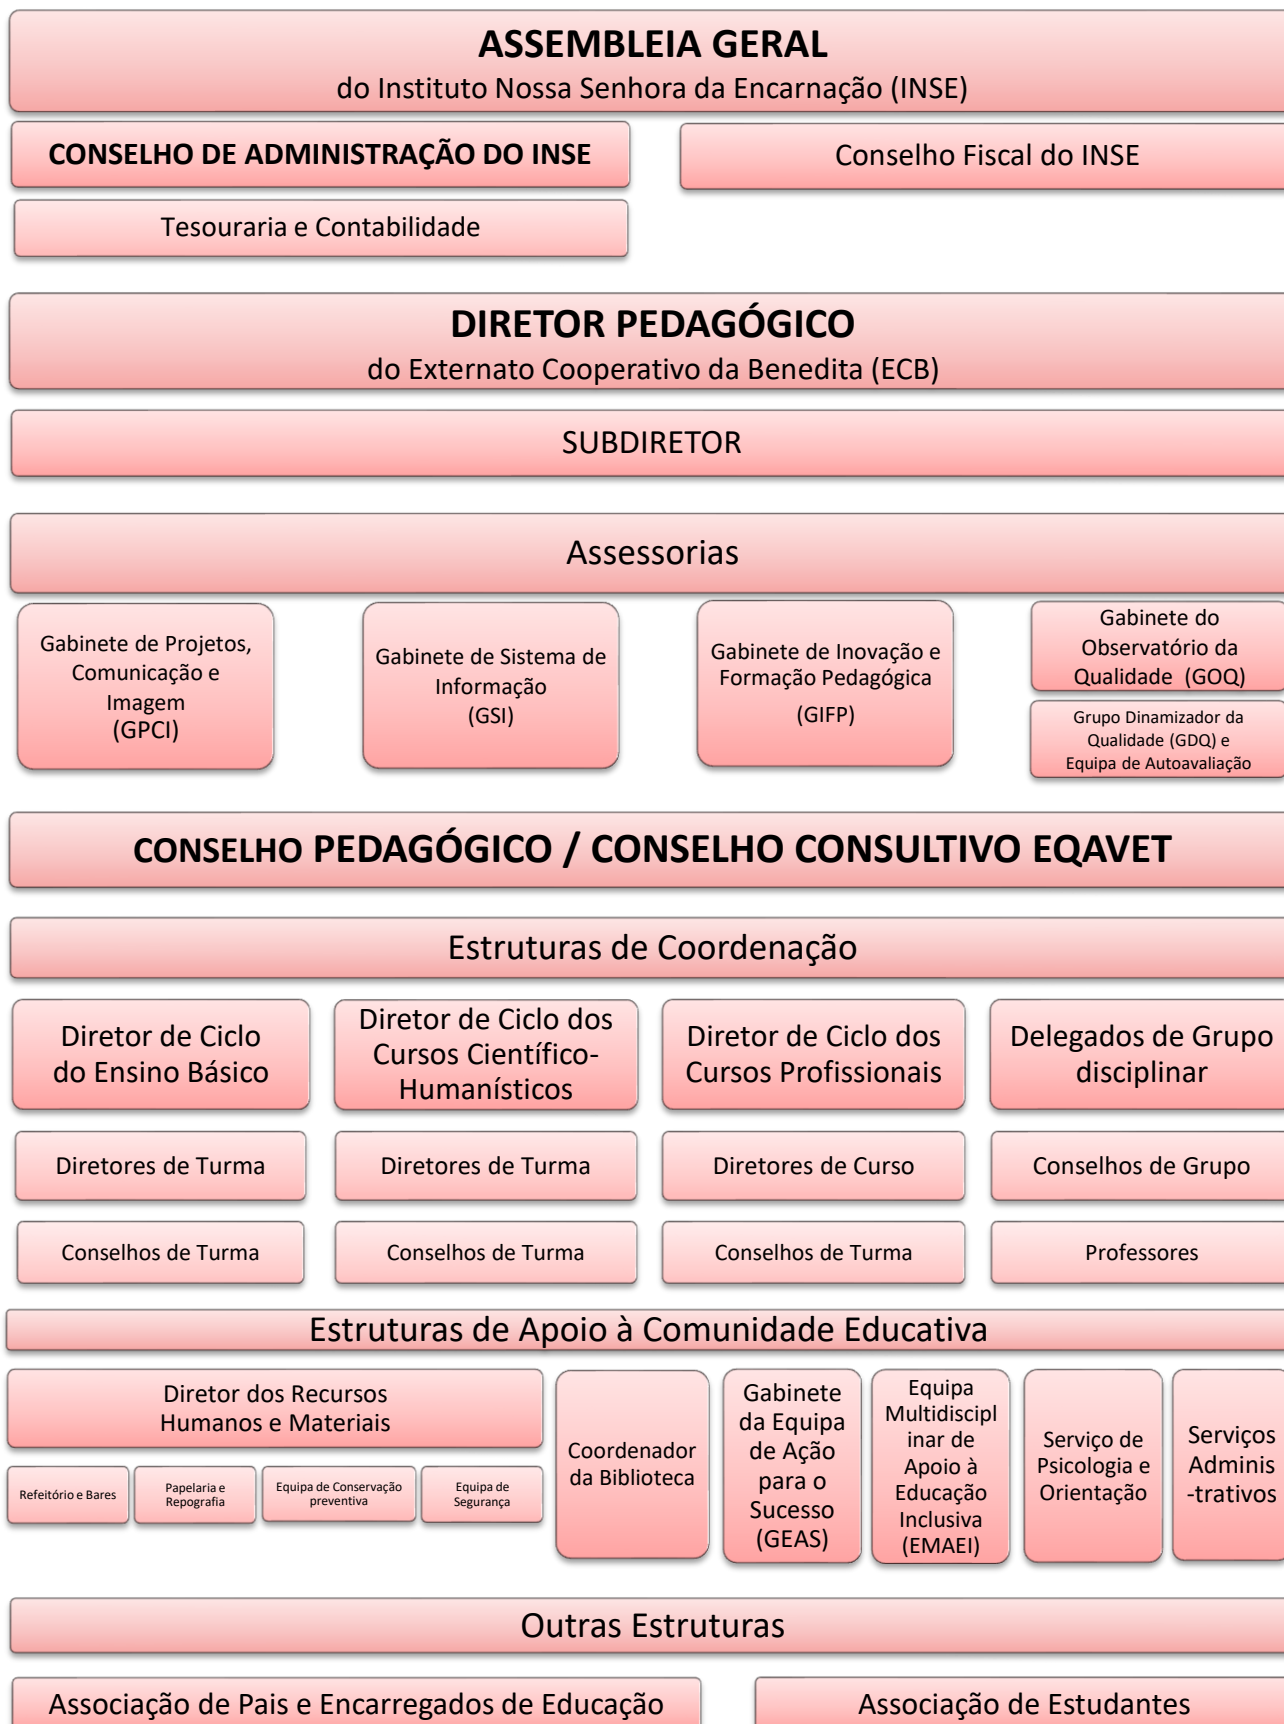 ASSEMBLEIA GERAL
do Instituto Nossa Senhora da Encarnação (INSE)
CONSELHO DE ADMINISTRAÇÃO DO INSE
Conselho Fiscal do INSE
Tesouraria e Contabilidade
DIRETOR PEDAGÓGICO
do Externato Cooperativo da Benedita (ECB)
SUBDIRETOR
Assessorias
Gabinete de Projetos,
Comunicação e
Imagem
(GPCI)
Gabinete de Sistema de
Informação
(GSI)
Gabinete de Inovação e
Formação Pedagógica
(GIFP)
Gabinete do
Observatório da
Qualidade (GOQ)
Grupo Dinamizador da
Qualidade (GDQ) e
Equipa de Autoavaliação
CONSELHO PEDAGÓGICO / CONSELHO CONSULTIVO EQAVET
Estruturas de Coordenação
Diretor de Ciclo
do Ensino Básico
Diretor de Ciclo dos
Cursos Científico-
Humanísticos
Diretor de Ciclo dos
Cursos Profissionais
Delegados de Grupo
disciplinar
Diretores de Turma
Diretores de Turma
Diretores de Curso
Conselhos de Grupo
Conselhos de Turma
Conselhos de Turma
Conselhos de Turma
Professores
Estruturas de Apoio à Comunidade Educativa
Diretor dos Recursos
Humanos e Materiais
Refeitório e Bares
Papelaria e
Repografia
Equipa de Conservação
preventiva
Equipa de
Segurança
Coordenador
da Biblioteca
Gabinete
da Equipa
de Ação
para o
Sucesso
(GEAS)
Equipa
Multidiscipl
inar de
Apoio à
Educação
Inclusiva
(EMAEI)
Serviço de
Psicologia e
Orientação
Serviços
Adminis
-trativos
Outras Estruturas
Associação de Pais e Encarregados de Educação
Associação de Estudantes